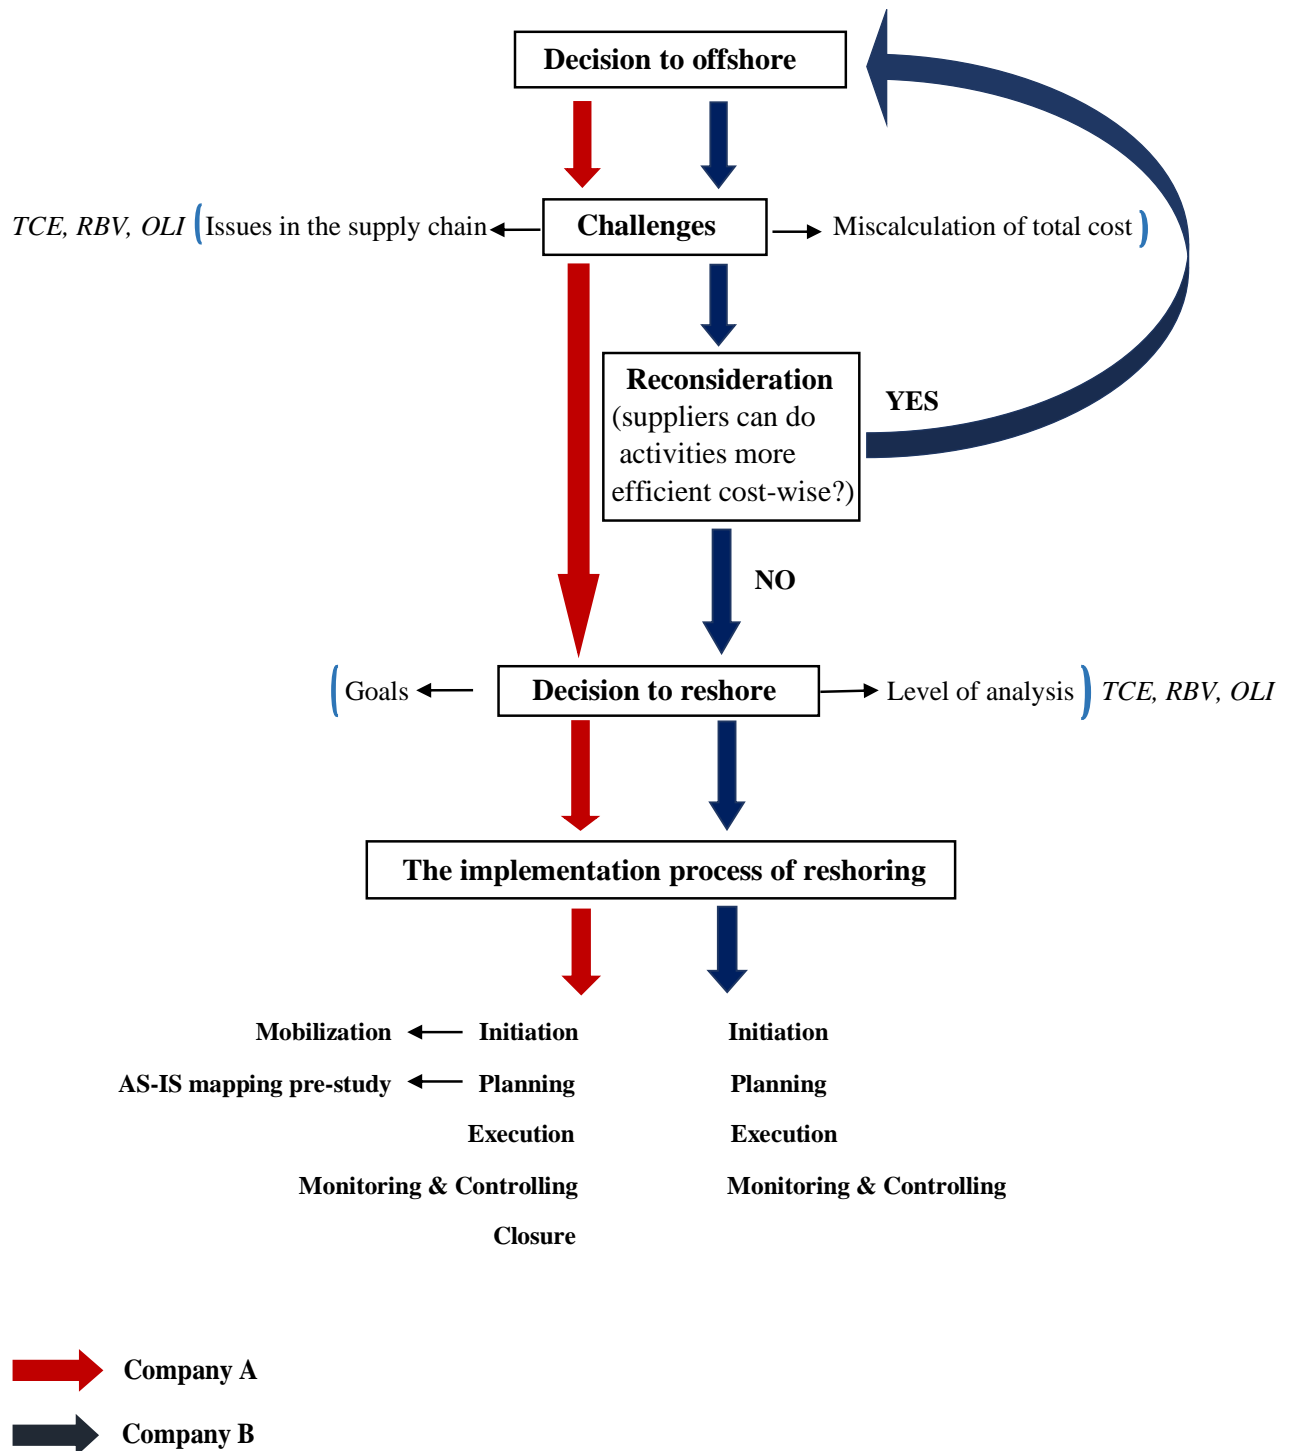 Decision to offshore
TCE, RBV, OLI (Issues in the supply chain
Challenges
Miscalculation of total cost)
Reconsideration
(suppliers can do
activities more
efficient cost-wise?)
YES
NO
(Goals
Decision to reshore
Level of analysis) TCE, RBV, OLI
The implementation process of reshoring
Mobilization
Initiation
Initiation
AS-IS mapping pre-study
Planning
Planning
Execution
Execution
Monitoring & Controlling
Monitoring & Controlling
Closure
Company A
Company B